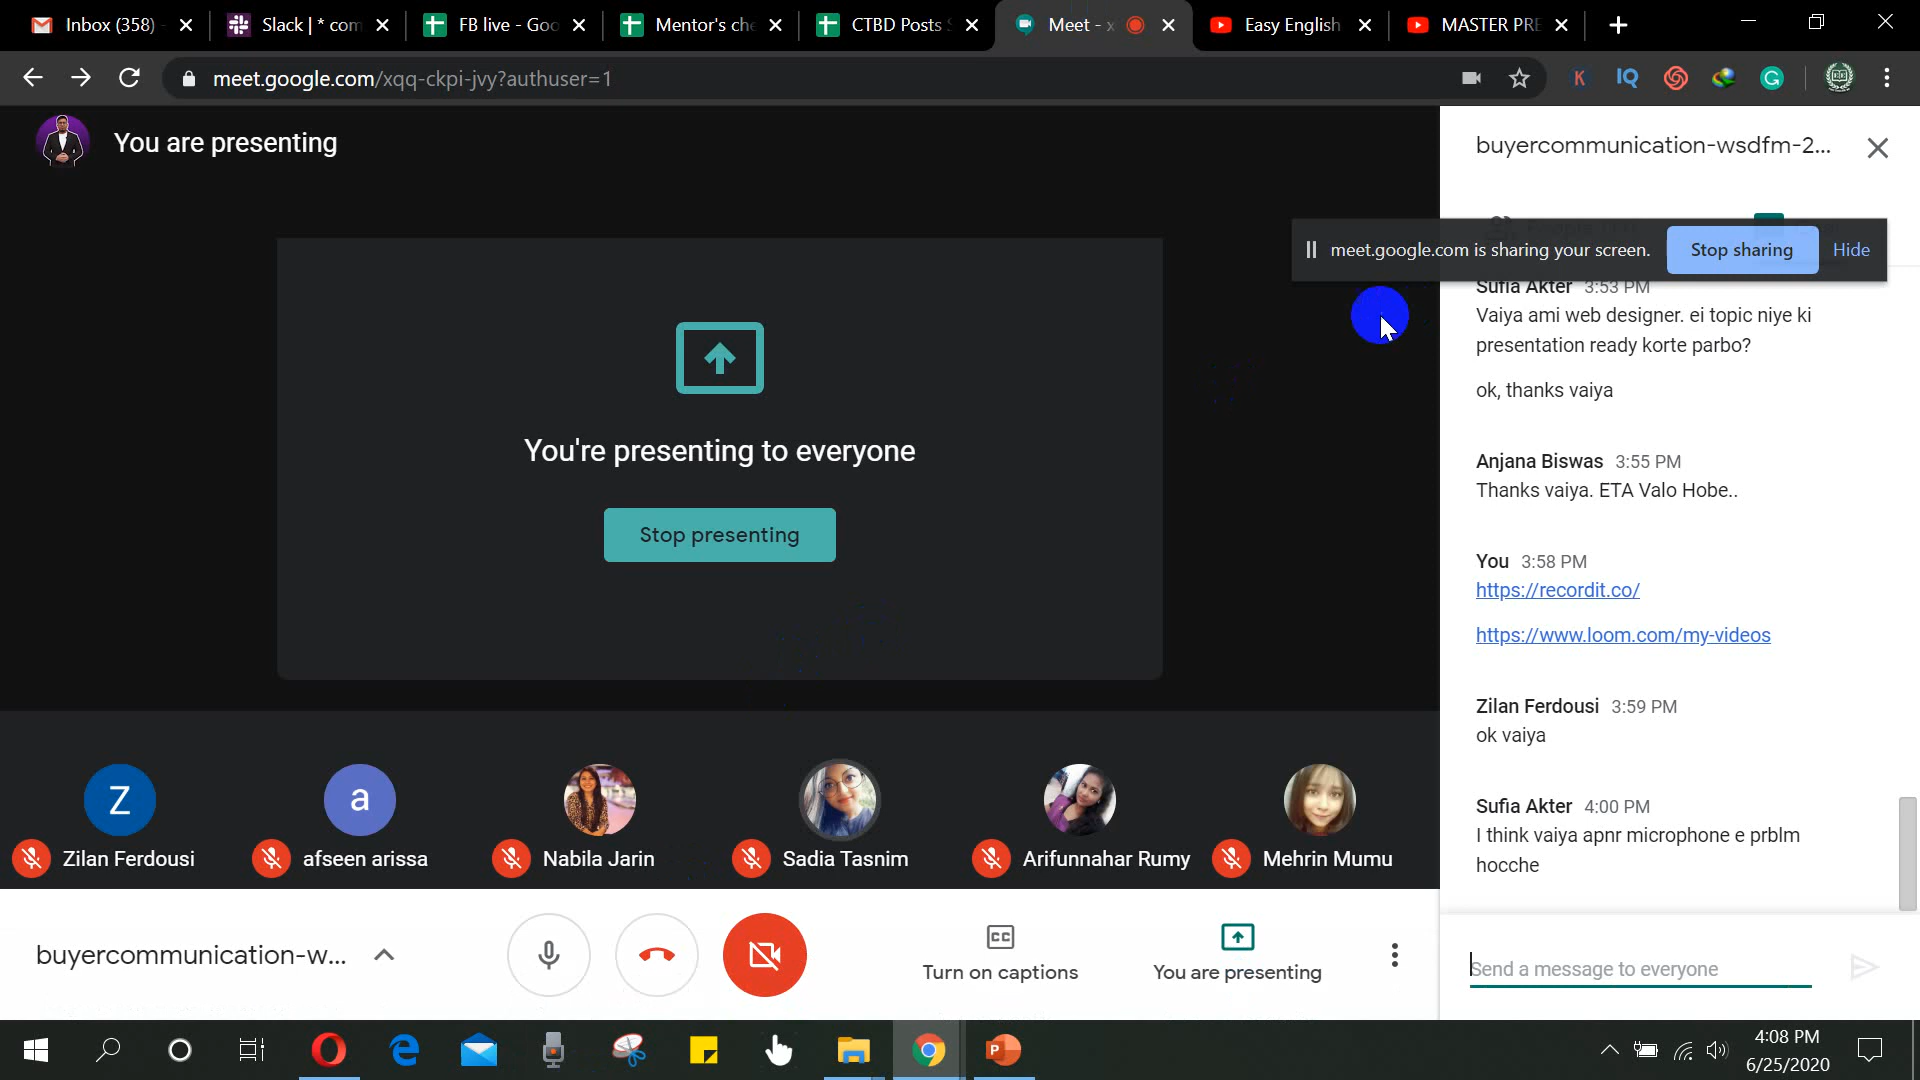 Inbox (358)
Slack | * com
FB live - Goo
Mentor's che
CTBD Posts
Meet - x
Easy English
MASTER PRE
meet.google.com/xqq-ckpi-jvy?authuser=1
K
IQ
You are presenting
buyercommunication-wsdfm-2...
meet.google.com is sharing your screen.
Stop sharing
Hide
Sufia Akter 3:53 PM
Vaiya ami web designer. ei topic niye ki
presentation ready korte parbo?
ok, thanks vaiya
Anjana Biswas 3:55 PM
Thanks vaiya. ETA Valo Hobe..
You 3:58 PM
https://recordit.co/
https://www.loom.com/my-videos
Zilan Ferdousi 3:59 PM
ok vaiya
Sufia Akter 4:00 PM
I think vaiya apnr microphone e prblm
hocche
You're presenting to everyone
Stop presenting
Z
a
Zilan Ferdousi
afseen arissa
Nabila Jarin
Sadia Tasnim
Arifunnahar Rumy
Mehrin Mumu
buyercommunication-w...
CC
Turn on captions
You are presenting
Send a message to everyone
4:08 PM
6/25/2020